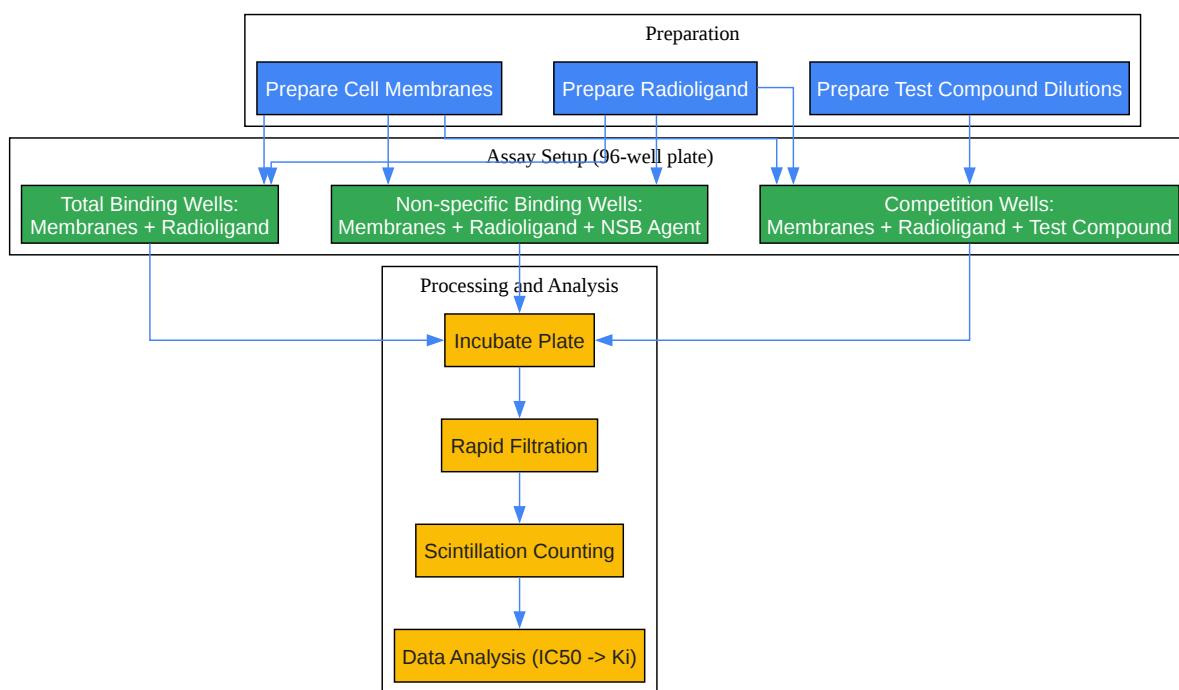 Preparation
Prepare Cell Membranes
Prepare Radioligand
Prepare Test Compound Dilutions
Assay Setup (96-well plate)
Total Binding Wells:
Membranes + Radioligand
Non-specific Binding Wells:
Membranes + Radioligand + NSB Agent
Competition Wells:
Membranes + Radioligand + Test Compound
Processing and Analysis
Incubate Plate
Rapid Filtration
Scintillation Counting
Data Analysis (IC50 -> Ki)